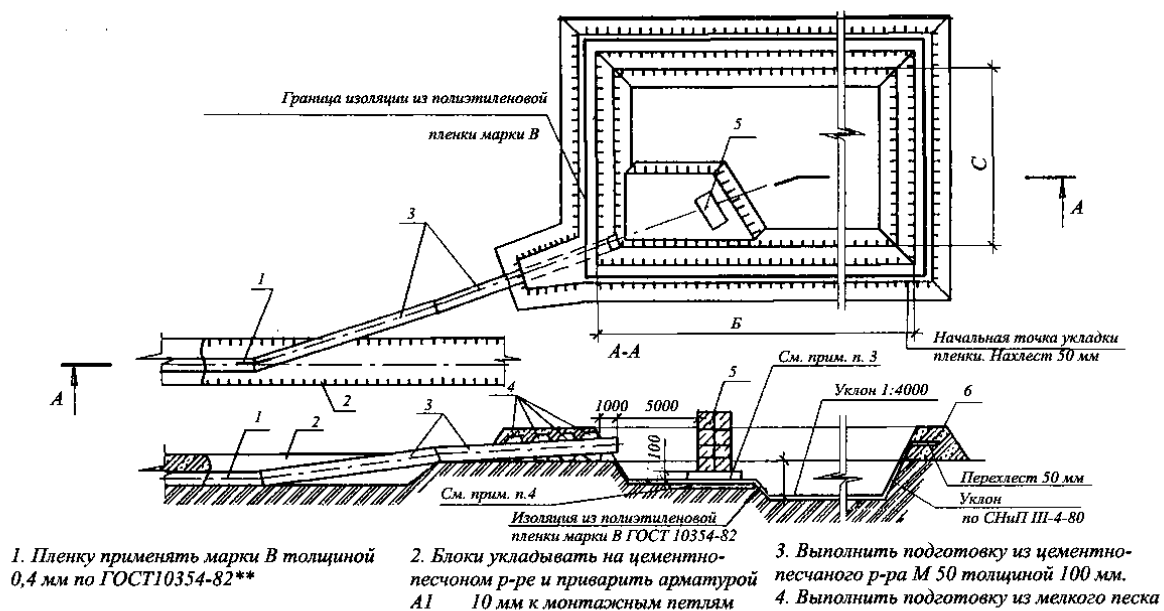 Граница изоляции из полиэтиленовой
пленки марки В
5
С
А
3
1
Б
А-А
Начальная точка укладки
пленки. Нахлест 50 мм
См. прим. п. 3
А
2
4
1000
5000
5
Уклон 1:4000
6
1
2
3
100
См. прим. п.4
Перехлест 50 мм
Изоляция из полиэтиленовой
пленки марки В ГОСТ 10354-82
Уклон
по СНиП III-4-80
1. Пленку применять марки В толщиной
0,4 мм по ГОСТ10354-82**
2. Блоки укладывать на цементно-
песчоном р-ре и приварить арматурой
А1 10 мм к монтажным петлям
3. Выполнить подготовку из цементно-
песчаного р-ра М 50 толщиной 100 мм.
4. Выполнить подготовку из мелкого песка